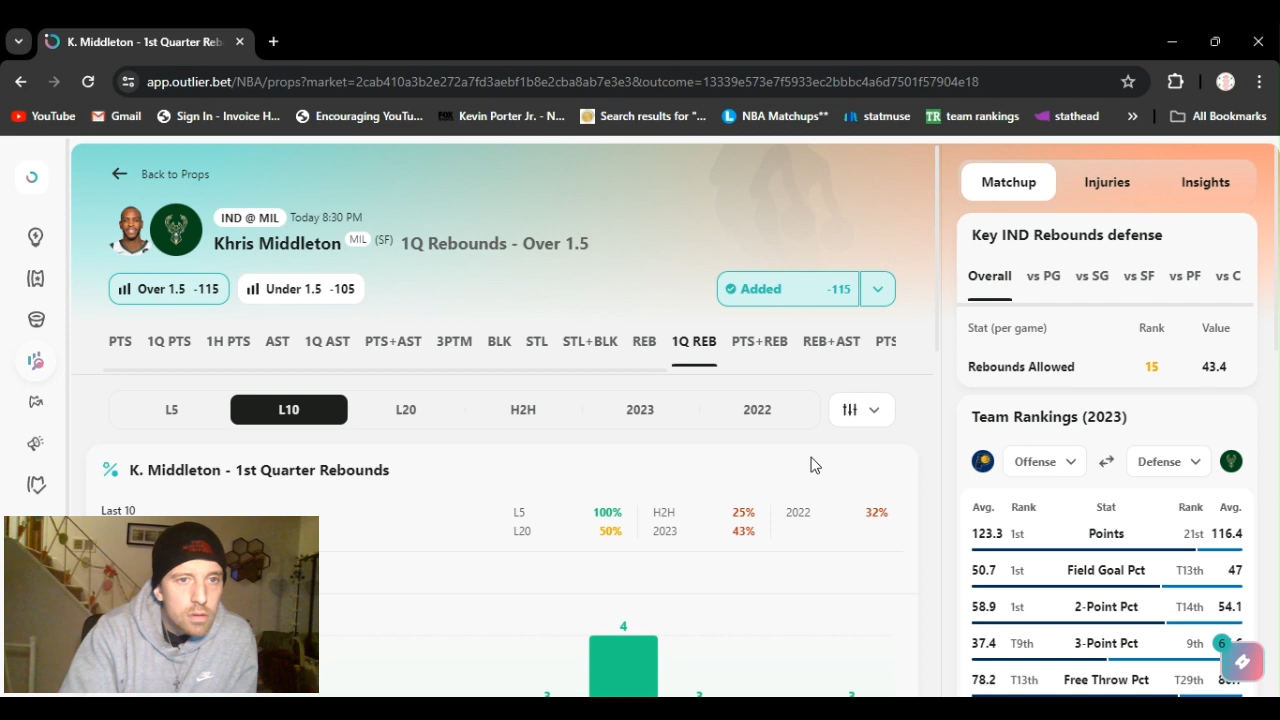 K. Middleton - 1st Quarter Reb
app.outlier.bet/NBA/props?market=2cab410a3b2e272a7fd3aebf1b8e2cba8ab7e3e3&outcome=13339e573e7f5933ec2bbbc4a6d7501f57904e18
YouTube Gmail Sign In - Invoice H... Encouraging YouTu... Kevin Porter Jr. - N... Search results for "... NBA Matchups** statmuse team rankings stathead » All Bookmarks
Back to Props
IND @ MIL Today 8:30 PM
Khris Middleton MIL (SF) 1Q Rebounds - Over 1.5
Over 1.5 -115 Under 1.5 -105 Added -115
PTS 1Q PTS 1H PTS AST 1Q AST PTS+AST 3PTM BLK STL STL+BLK REB 1Q REB PTS+REB REB+AST PTS
L5 L10 L20 H2H 2023 2022
% K. Middleton - 1st Quarter Rebounds
Last 10
L5 100% H2H 25% 2022 32%
L20 50% 2023 43%
4
Matchup Injuries Insights
Key IND Rebounds defense
Overall vs PG vs SG vs SF vs PF vs C
Stat (per game) Rank Value
Rebounds Allowed 15 43.4
Team Rankings (2023)
Offense Defense
Avg. Rank Stat Rank Avg.
123.3 1st Points 21st 116.4
50.7 1st Field Goal Pct T13th 47
58.9 1st 2-Point Pct T14th 54.1
37.4 T9th 3-Point Pct 9th
6
78.2 T13th Free Throw Pct T29th